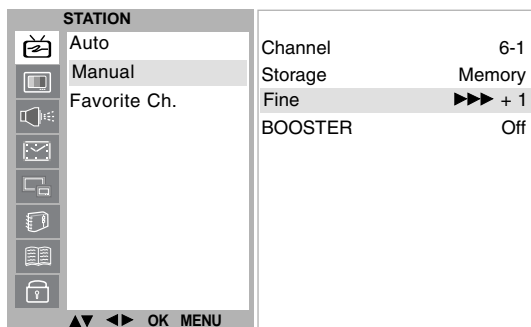 STATION
Auto
Manual
Favorite Ch.
▲▼ ◀▶ OK MENU
Channel 6-1
Storage Memory
Fine ▶▶▶ + 1
BOOSTER Off